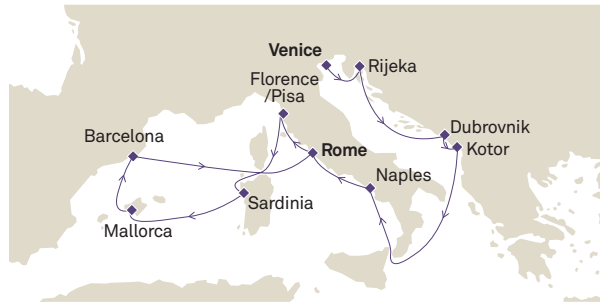 Venice
Rijeka
Florence
/Pisa
Dubrovnik
Kotor
Barcelona
Rome
Naples
Sardinia
Mallorca